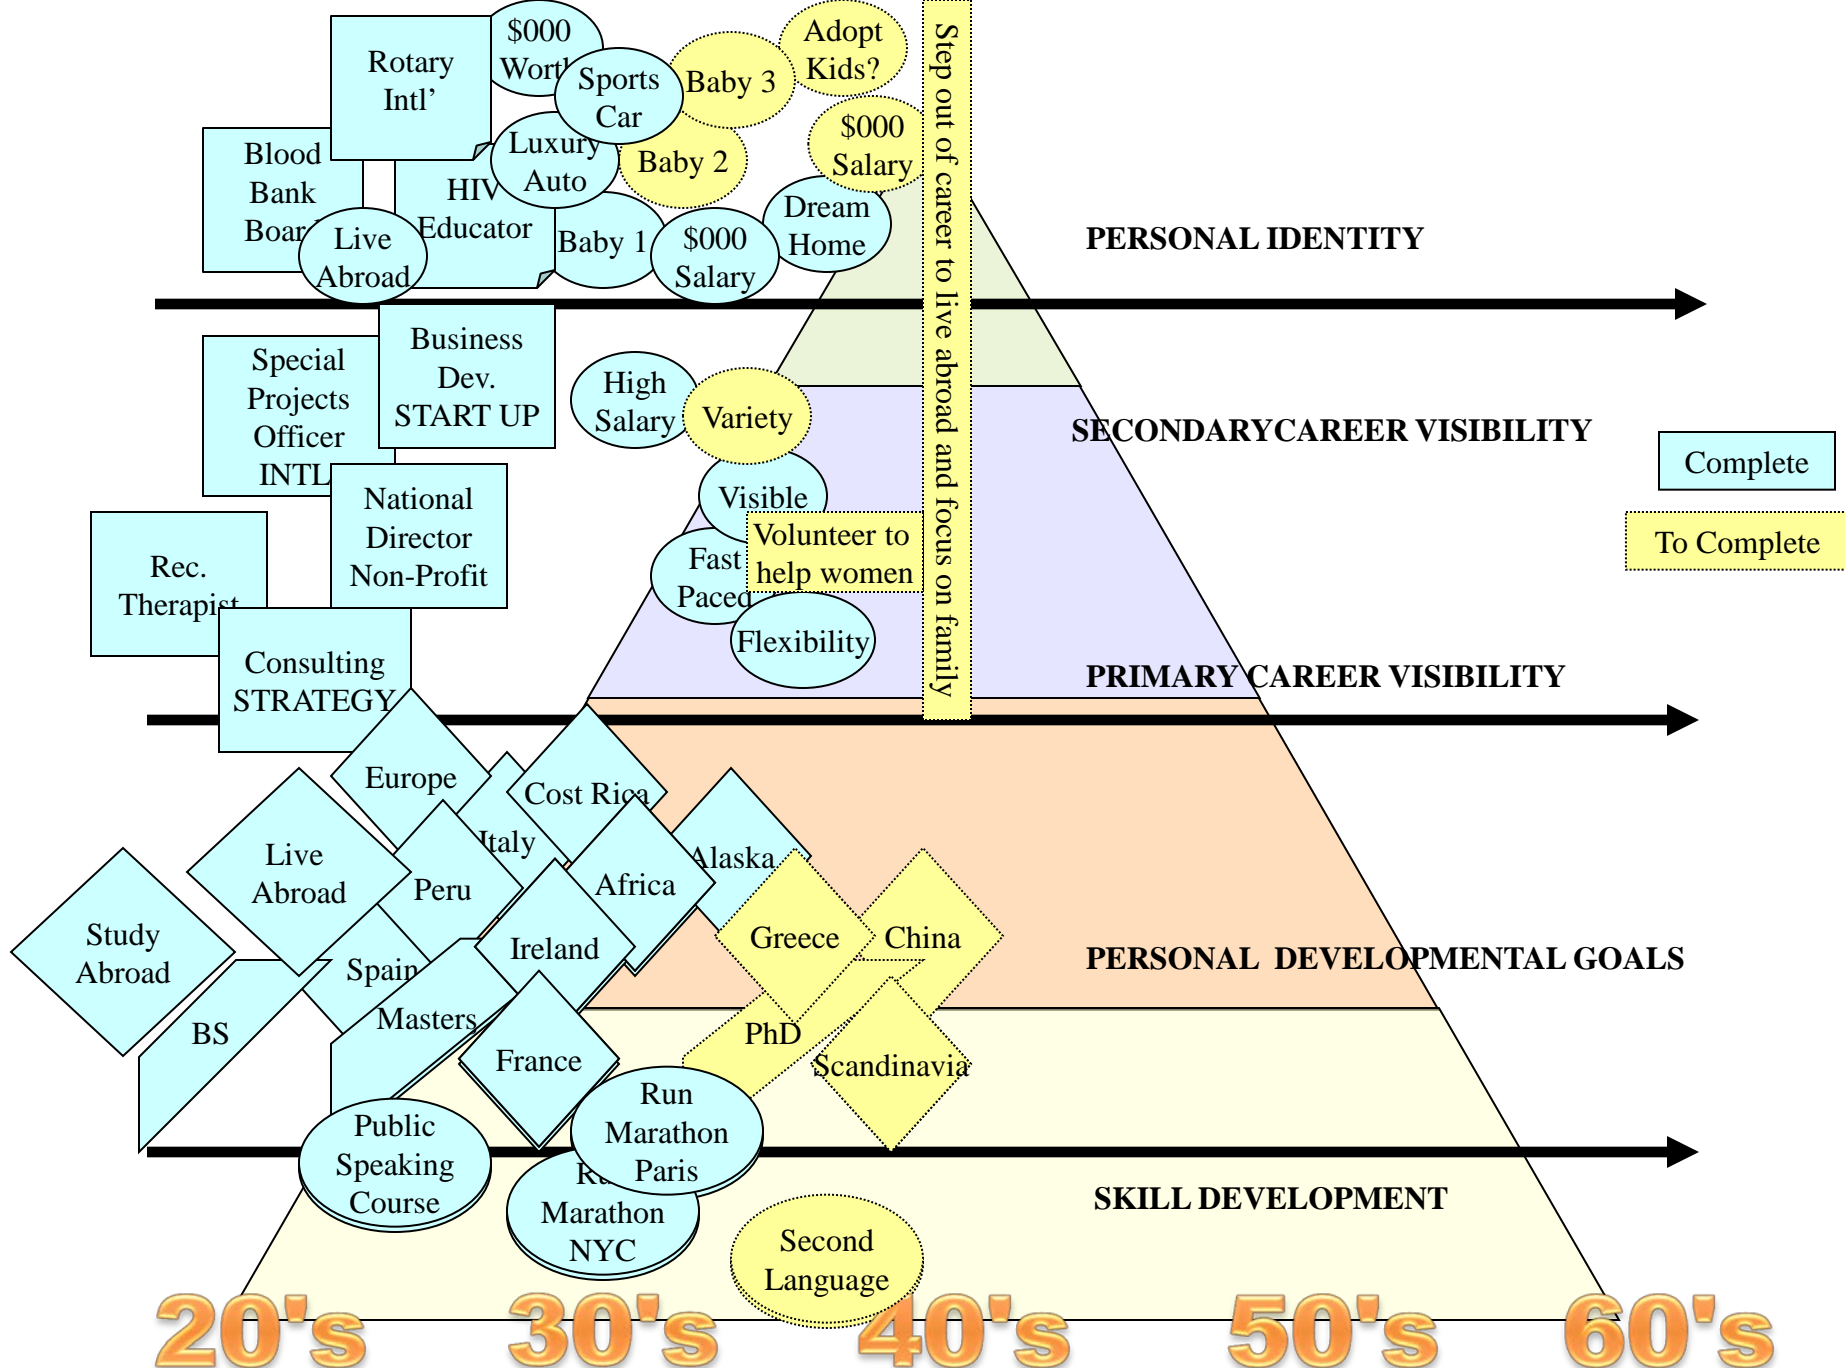 $000
Worth
Rotary
Intl’
Sports
Car
Baby 3
Adopt
Kids?
Step out of career to live abroad and focus on family
Blood
Bank
Board
HIV
Educator
Luxury
Auto
Baby 2
$000
Salary
Live
Abroad
Baby 1
$000
Salary
Dream
Home
PERSONAL IDENTITY
Special
Projects
Officer
INTL
Business
Dev.
START UP
High
Salary
Variety
SECONDARYCAREER VISIBILITY
Complete
National
Director
Non-Profit
Visible
Volunteer to
help women
To Complete
Rec.
Therapist
Fast
Paced
Flexibility
Consulting
STRATEGY
PRIMARY CAREER VISIBILITY
Europe
Cost Rica
Italy
Live
Abroad
Peru
Africa
Alaska
Study
Abroad
Spain
Ireland
Greece
China
PERSONAL  DEVELOPMENTAL GOALS
BS
Masters
France
PhD
Scandinavia
Public
Speaking
Course
Run
Marathon
Paris
Run
Marathon
NYC
SKILL DEVELOPMENT
Second
Language
20's
30's
40's
50's
60's